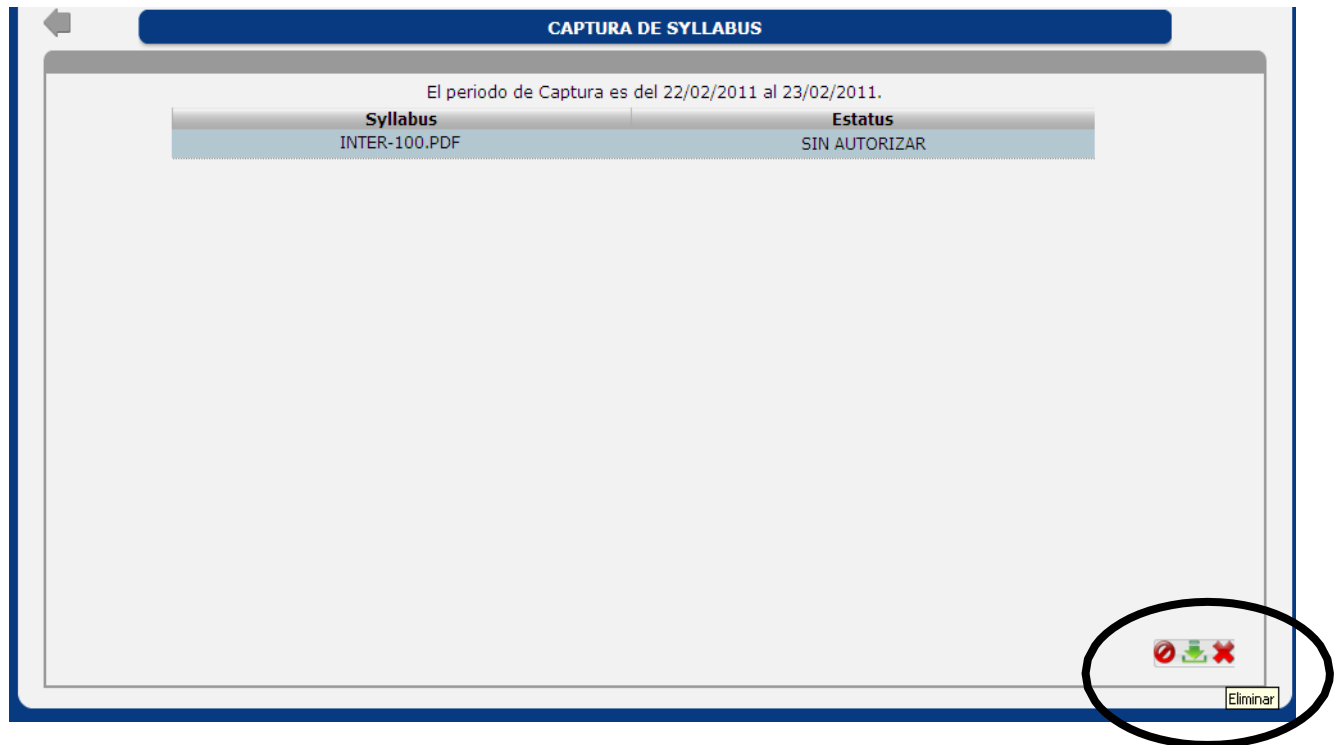 CAPTURA DE SYLLABUS
El periodo de Captura es del 22/02/2011 al 23/02/2011.
Syllabus Estatus
INTER-100.PDF SIN AUTORIZAR
Eliminar